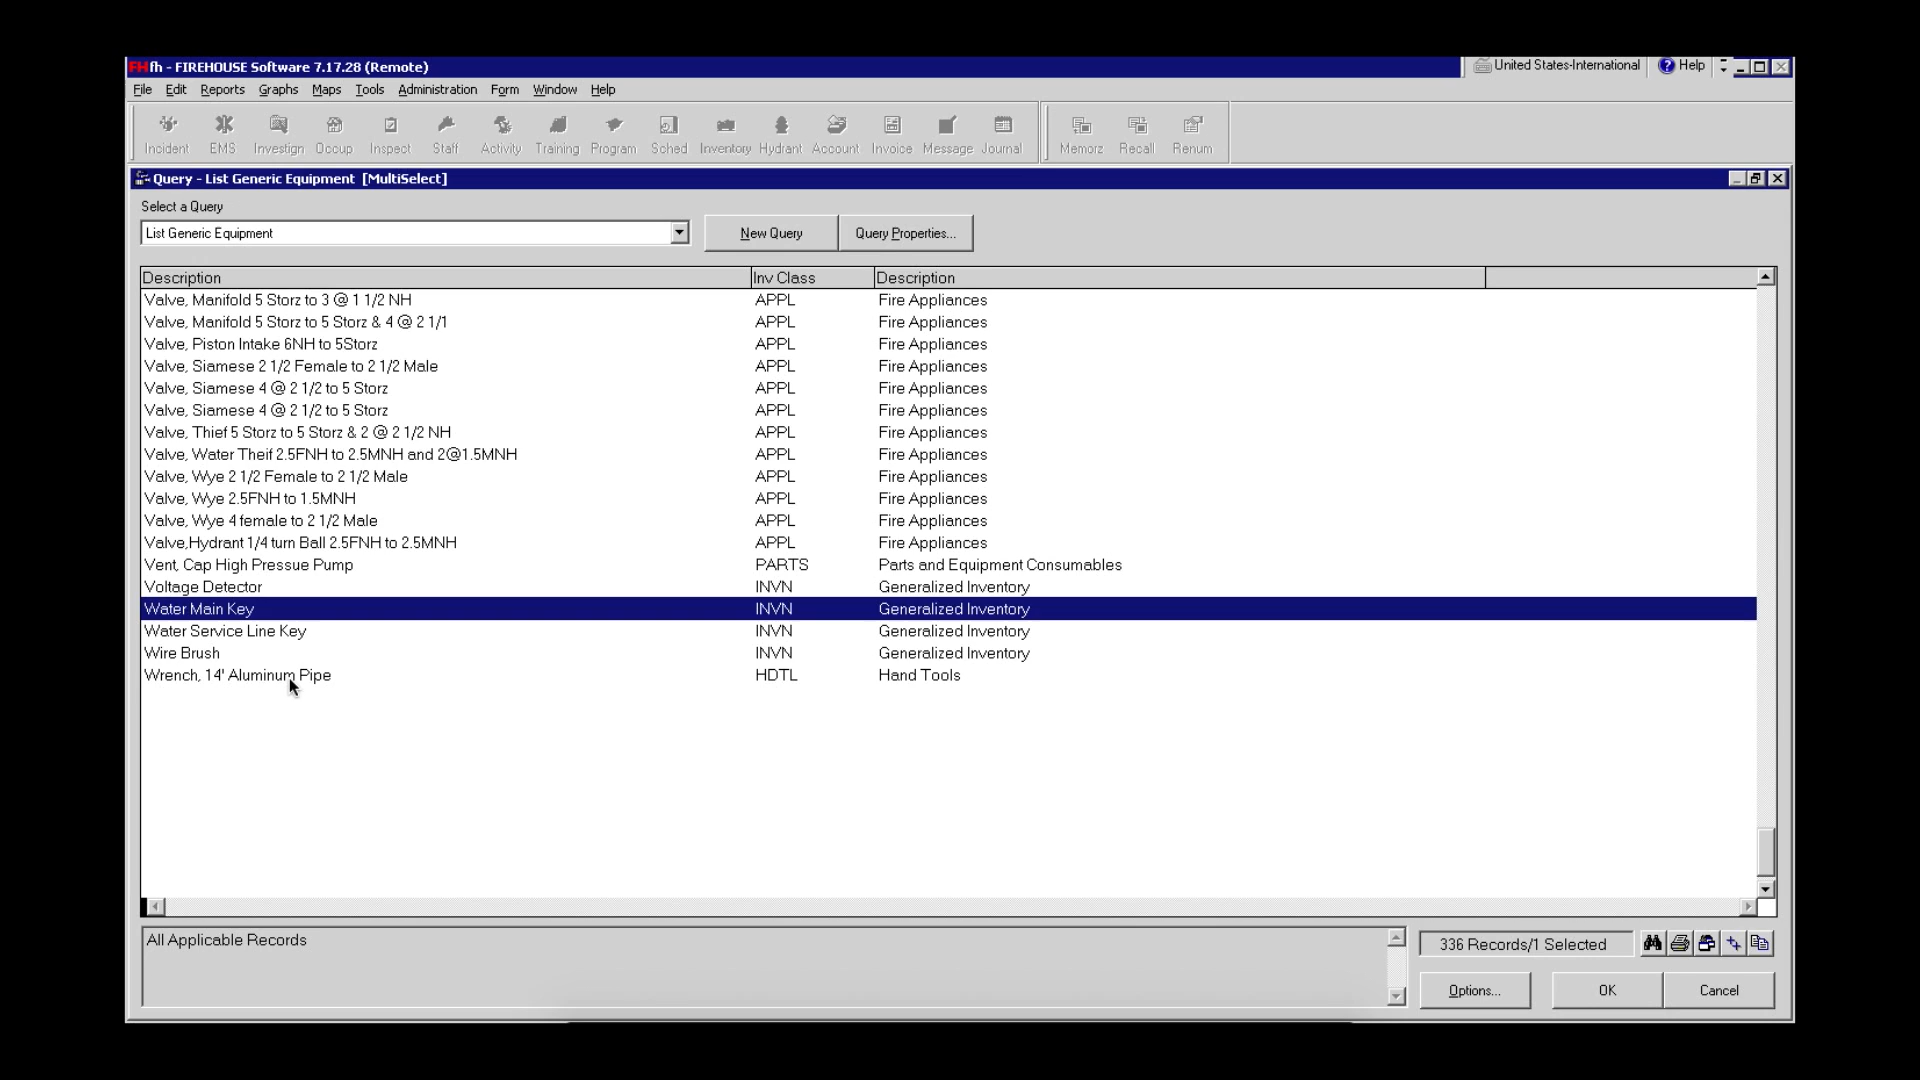 FH fh - FIREHOUSE Software 7.17.28 (Remote)
United States-International Help
File Edit Reports Graphs Maps Tools Administration Form Window Help
Incident EMS Investign Occup Inspect Staff Activity Training Program Sched Inventory Hydrant Account Invoice Message Journal Memorz Recall Renum
Query - List Generic Equipment [MultiSelect]
Select a Query
List Generic Equipment New Query Query Properties...
Description Inv Class Description
Valve, Manifold 5 Storz to 3 @ 1 1/2 NH APPL Fire Appliances
Valve, Manifold 5 Storz to 5 Storz & 4 @ 2 1/1 APPL Fire Appliances
Valve, Piston Intake 6NH to 5Storz APPL Fire Appliances
Valve, Siamese 2 1/2 Female to 2 1/2 Male APPL Fire Appliances
Valve, Siamese 4 @ 2 1/2 to 5 Storz APPL Fire Appliances
Valve, Siamese 4 @ 2 1/2 to 5 Storz APPL Fire Appliances
Valve, Thief 5 Storz to 5 Storz & 2 @ 2 1/2 NH APPL Fire Appliances
Valve, Water Theif 2.5FNH to 2.5MNH and 2@1.5MNH APPL Fire Appliances
Valve, Wye 2 1/2 Female to 2 1/2 Male APPL Fire Appliances
Valve, Wye 2.5FNH to 1.5MNH APPL Fire Appliances
Valve, Wye 4 female to 2 1/2 Male APPL Fire Appliances
Valve,Hydrant 1/4 turn Ball 2.5FNH to 2.5MNH APPL Fire Appliances
Vent, Cap High Pressue Pump PARTS Parts and Equipment Consumables
Voltage Detector INVN Generalized Inventory
Water Main Key INVN Generalized Inventory
Water Service Line Key INVN Generalized Inventory
Wire Brush INVN Generalized Inventory
Wrench, 14' Aluminum Pipe HDTL Hand Tools
All Applicable Records
336 Records/1 Selected
Options... OK Cancel